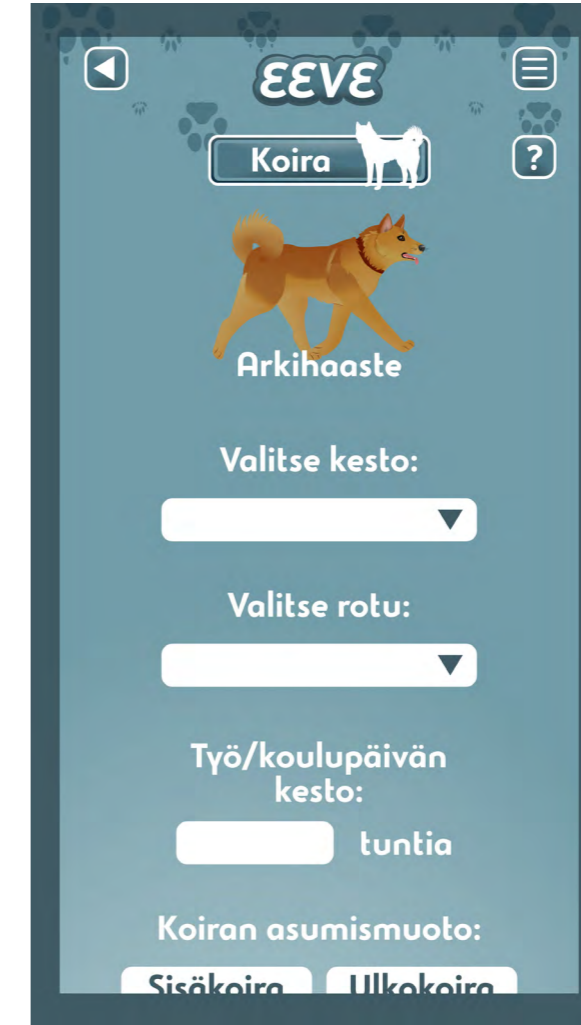 EEVE
Koira
?
Arkihaaste
Valitse kesto:
Valitse rotu:
Työ/koulupäivän
kesto:
tuntia
Koiran asumismuoto:
Sisäkoira Ulkokoira